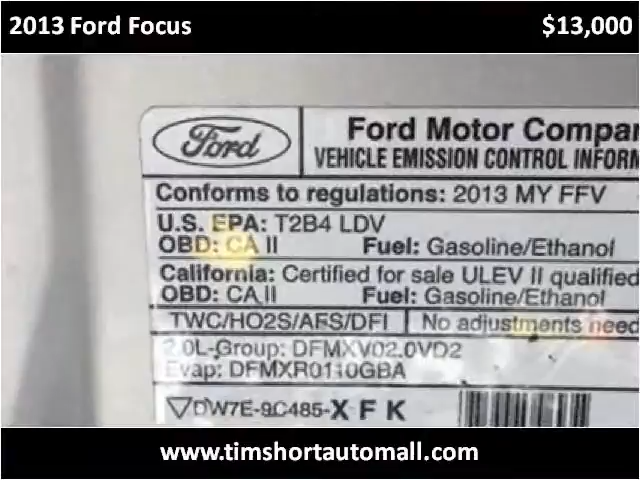 2013 Ford Focus $13,000
Ford
Ford Motor Compa
VEHICLE EMISSION CONTROL INFOR
Conforms to regulations: 2013 MY FFV
U.S. EPA: T2B4 LDV
OBD: CA II Fuel: Gasoline/Ethanol
California: Certified for sale ULEV II qualified
OBD: CA II Fuel: Gasoline/Ethanol
TWC/HO2S/AFS/DFI No adjustments need
2.0L-Group: DFMXV02.0VD2
Evap: DFMXR0110GBA
DW7E-9C485-X F K
www.timshortautomall.com